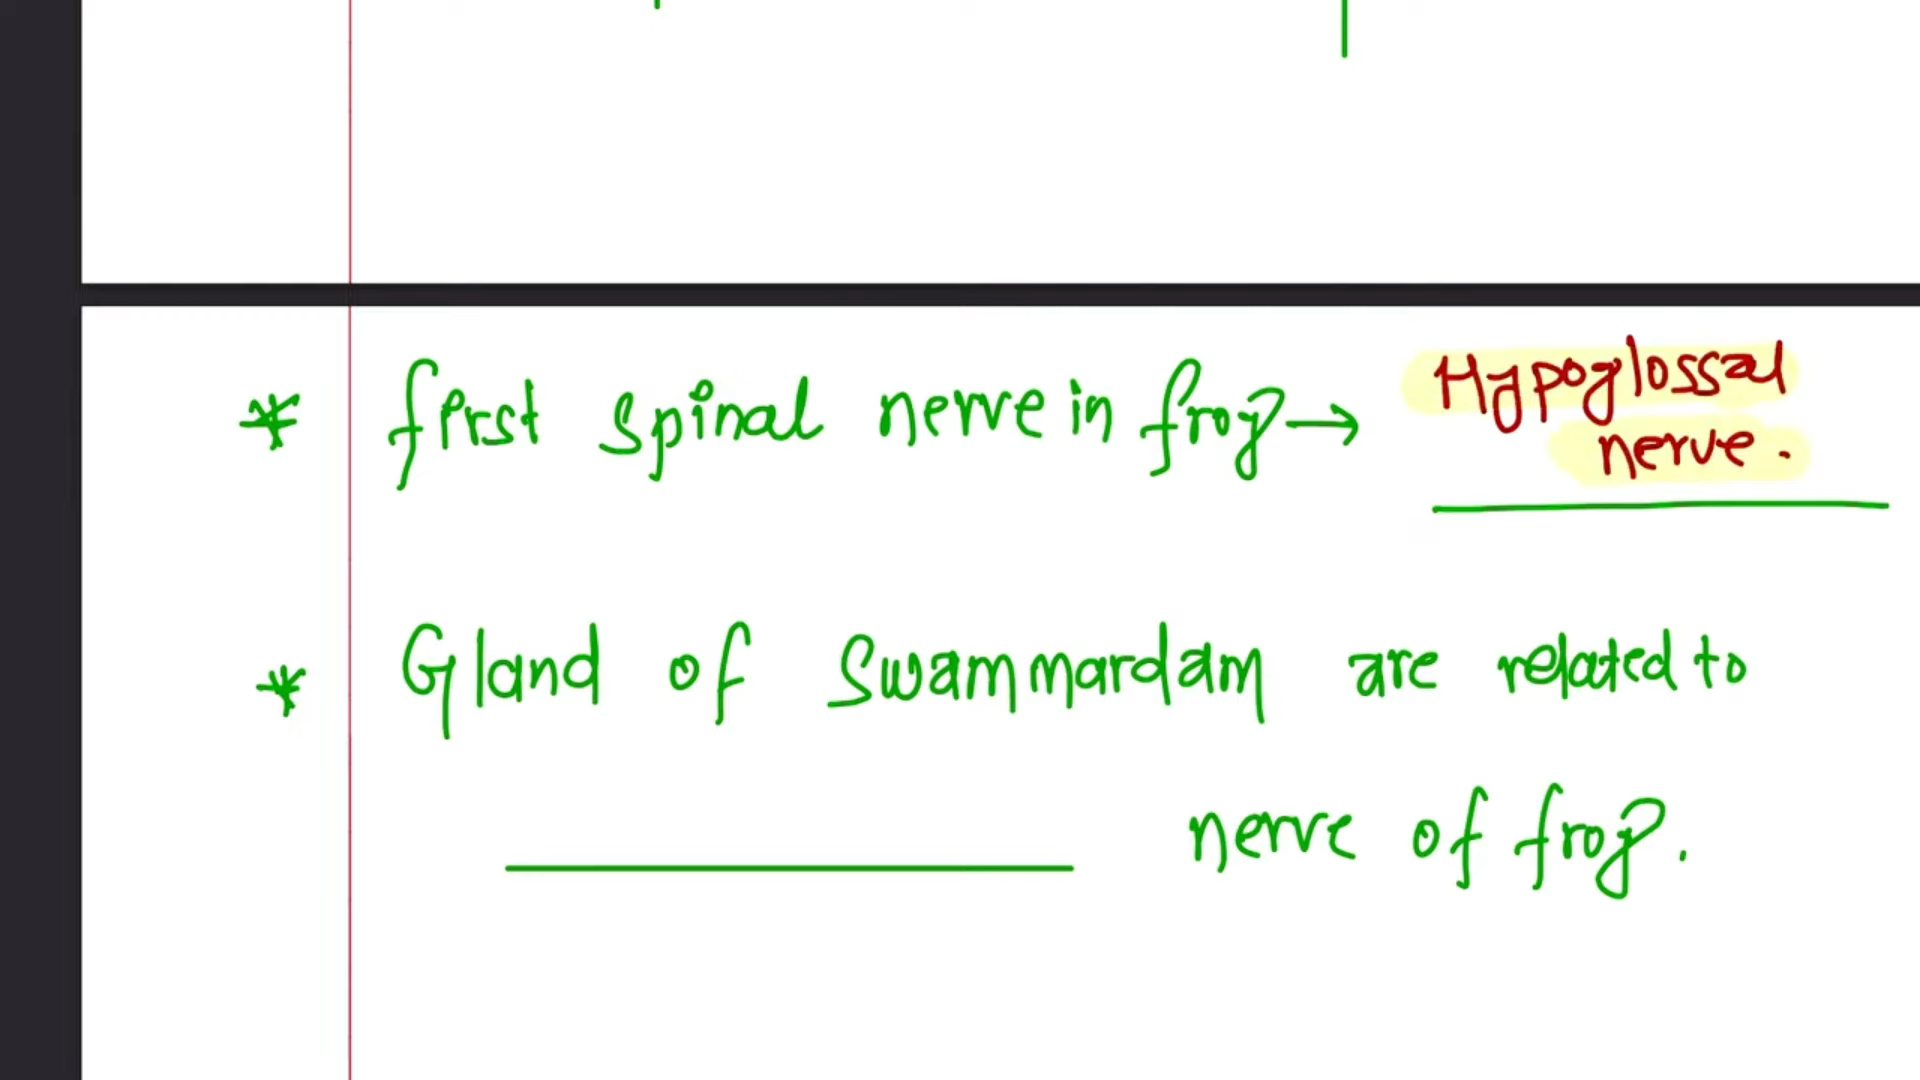 * first spinal nerve in frog → Hypoglossal
nerve.
* Gland of Swammardam are related to
__________ nerve of frog.